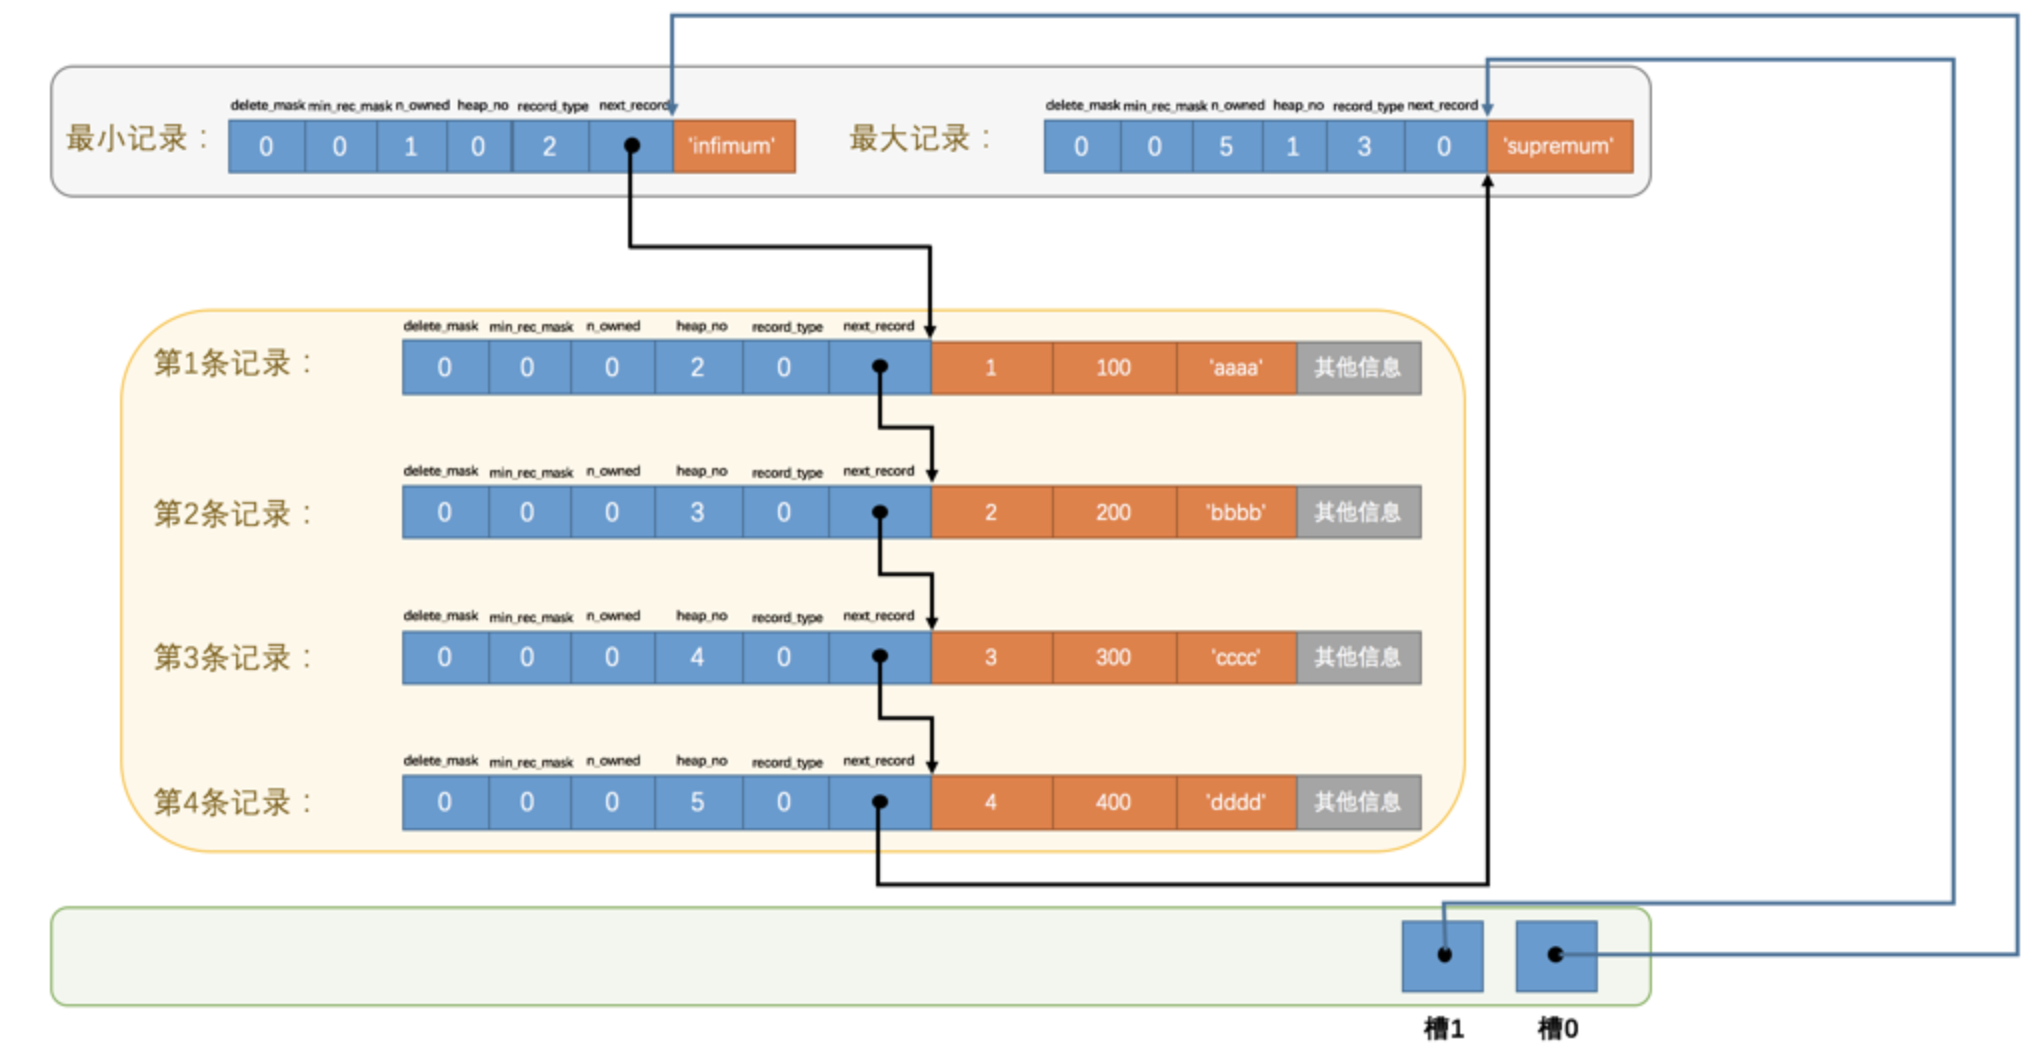 delete_mask min_rec_mask n_owned heap_no record_type next_record
最小记录： 0 0 1 0 2 'infimum'
delete_mask min_rec_mask n_owned heap_no record_type next_record
最大记录： 0 0 5 1 3 0 'supremum'
delete_mask min_rec_mask n_owned heap_no record_type next_record
第1条记录： 0 0 0 2 0 1 100 'aaaa' 其他信息
delete_mask min_rec_mask n_owned heap_no record_type next_record
第2条记录： 0 0 0 3 0 2 200 'bbbb' 其他信息
delete_mask min_rec_mask n_owned heap_no record_type next_record
第3条记录： 0 0 0 4 0 3 300 'cccc' 其他信息
delete_mask min_rec_mask n_owned heap_no record_type next_record
第4条记录： 0 0 0 5 0 4 400 'dddd' 其他信息
槽1 槽0